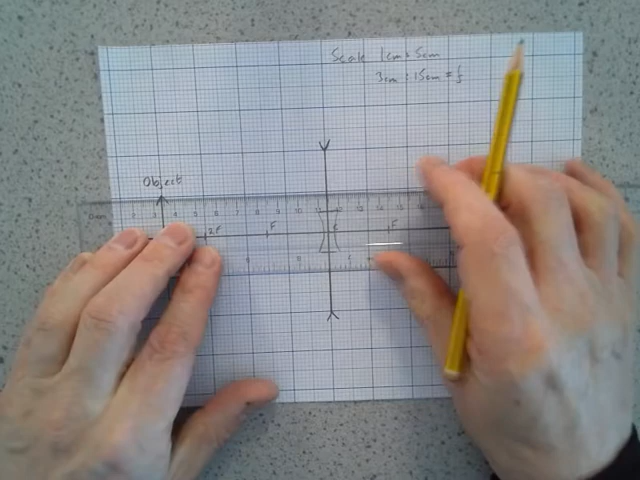 Scale 1cm : 5cm
3cm : 15cm = f
Object
2F
F
F